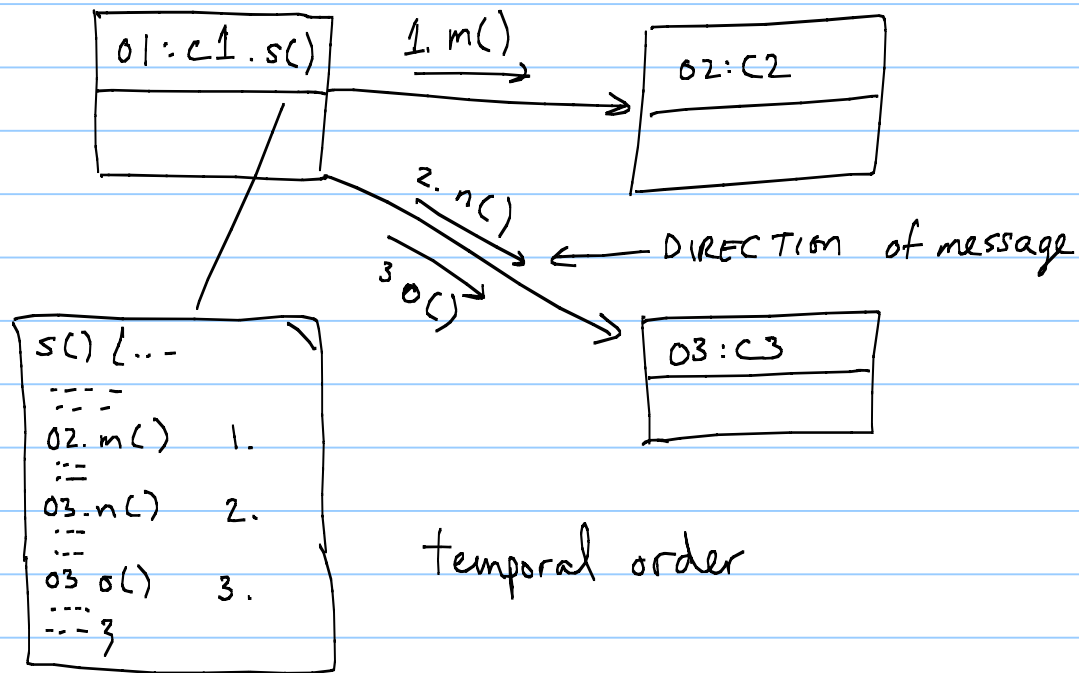 o1:c1.s()
1. m()
o2:C2
2. n()
DIRECTION of message
3 o()
o3:C3
s() {...
o2.m() 1.
o3.n() 2.
o3 o() 3.
}
temporal order